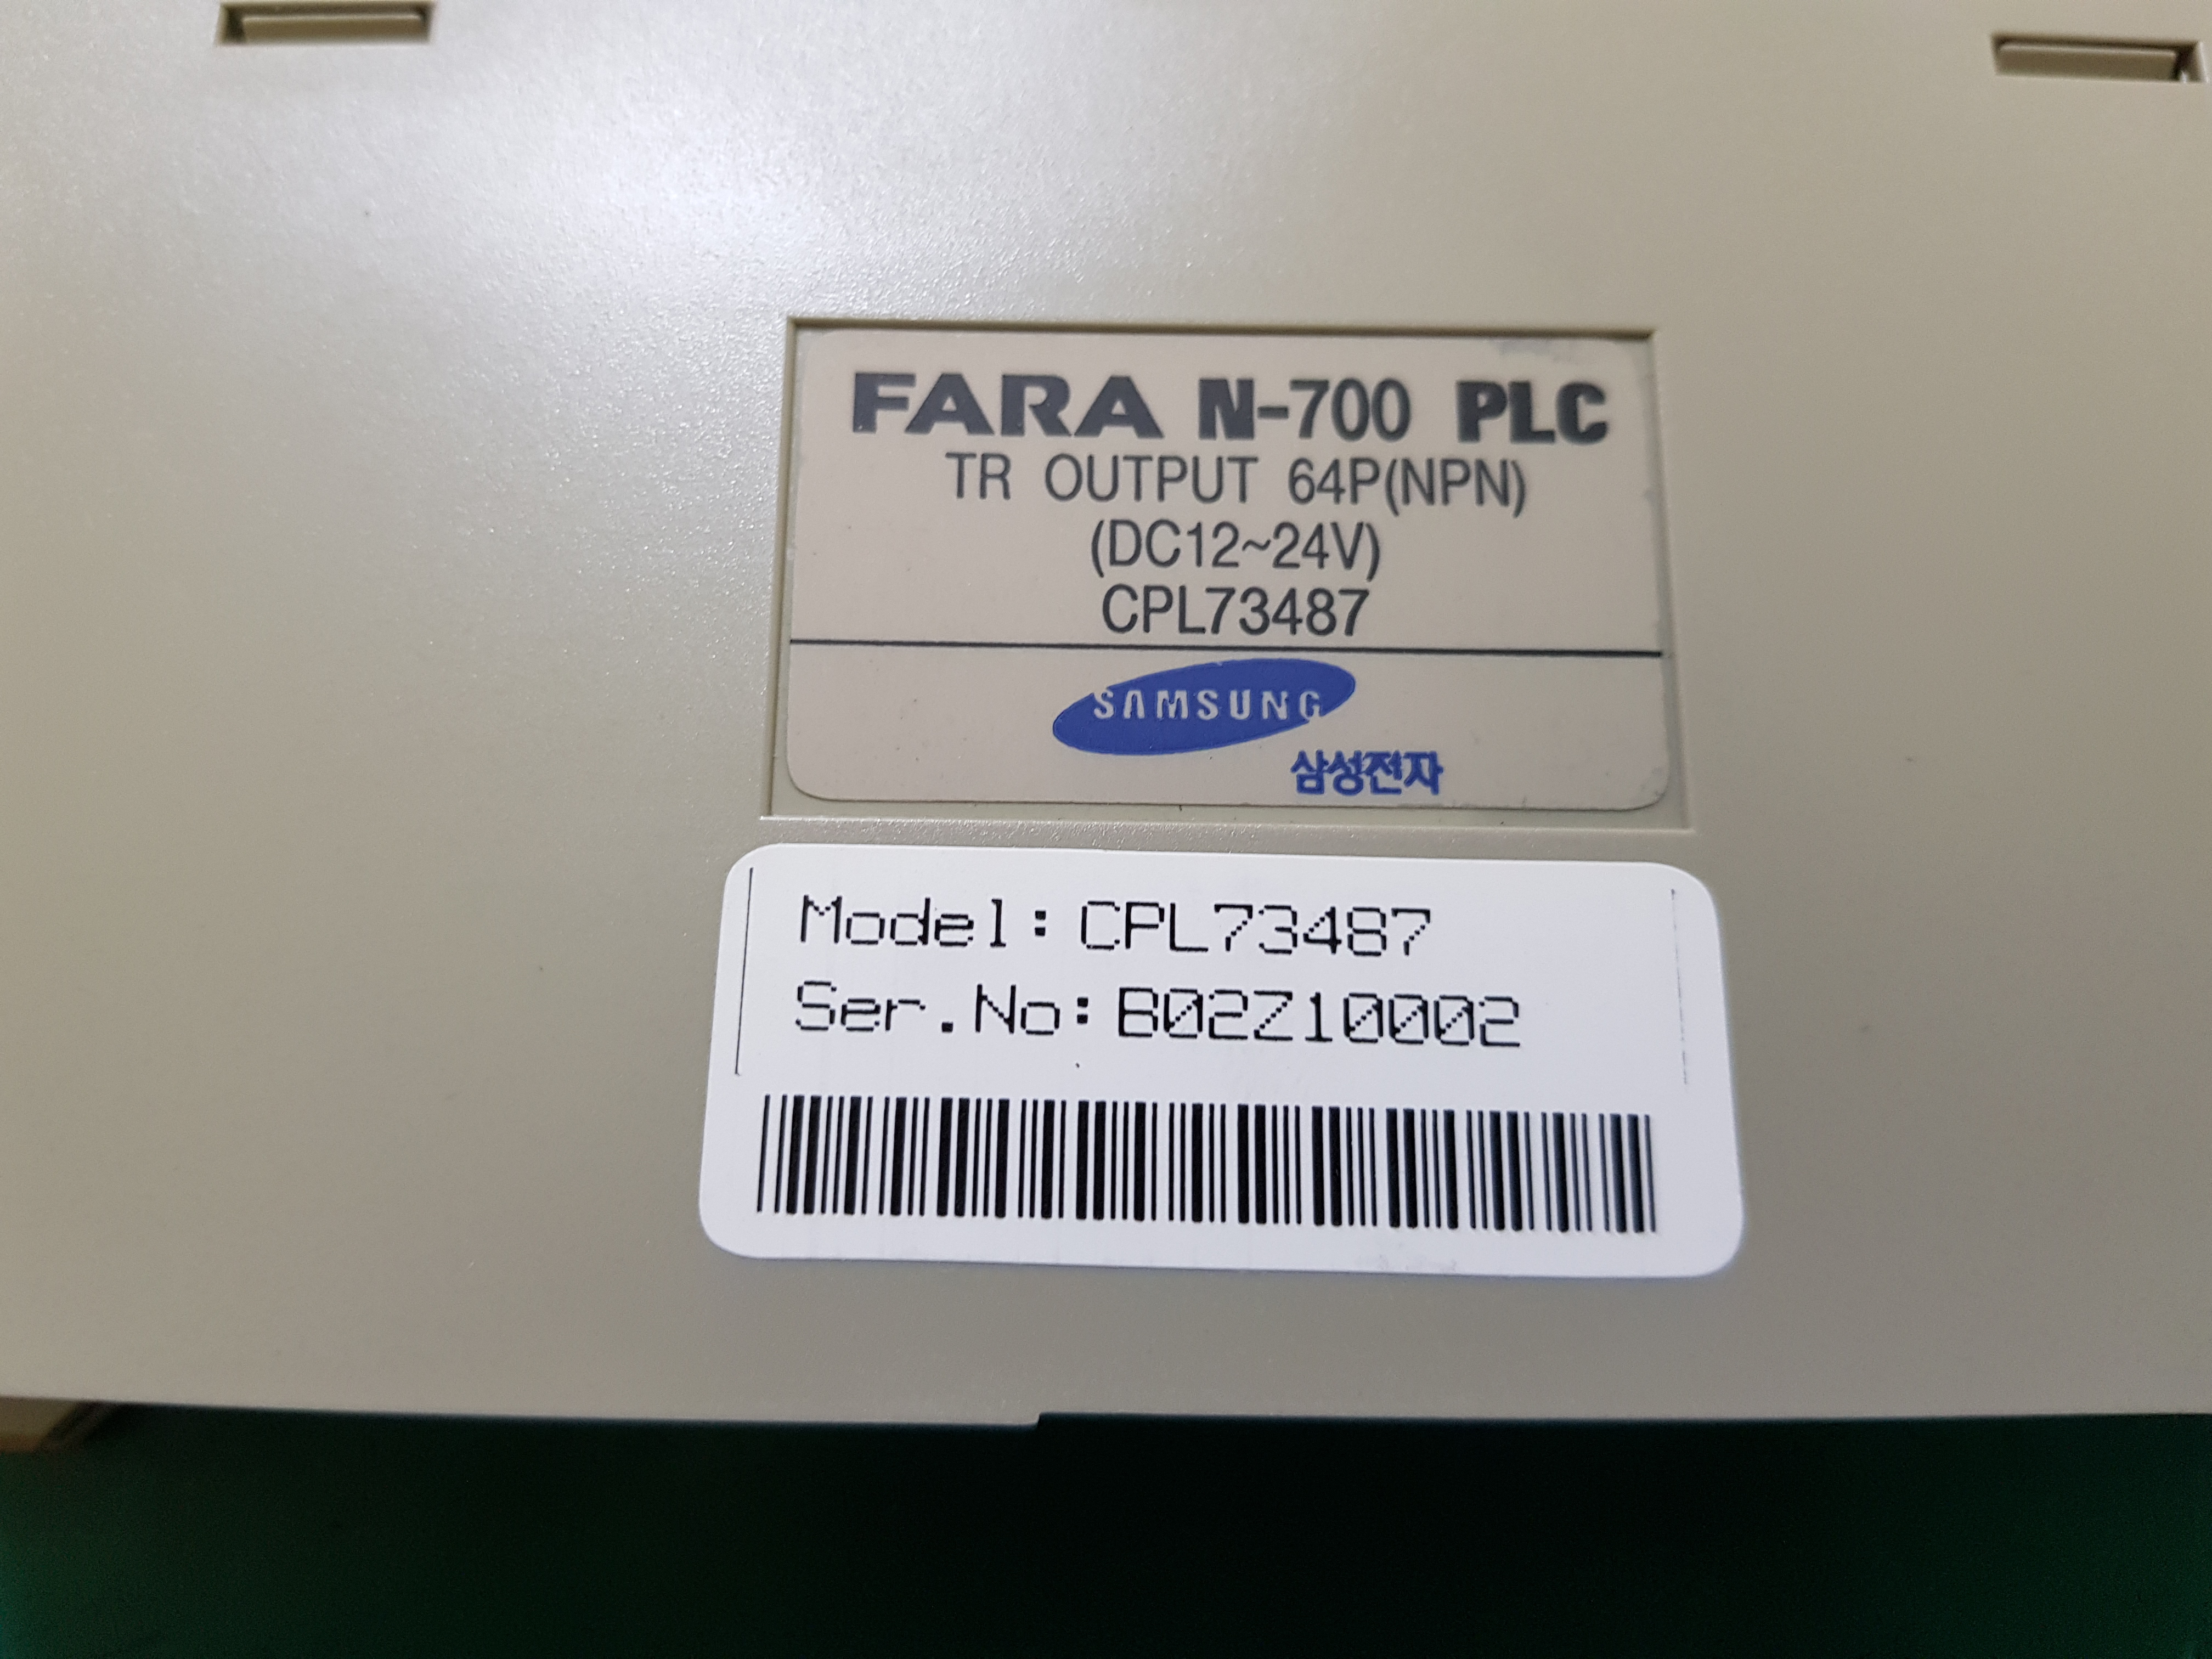 FARA N-700 PLC
TR OUTPUT 64P(NPN)
(DC12~24V)
CPL73487
SAMSUNG
삼성전자
Model:CPL73487
Ser.No:B02Z10002